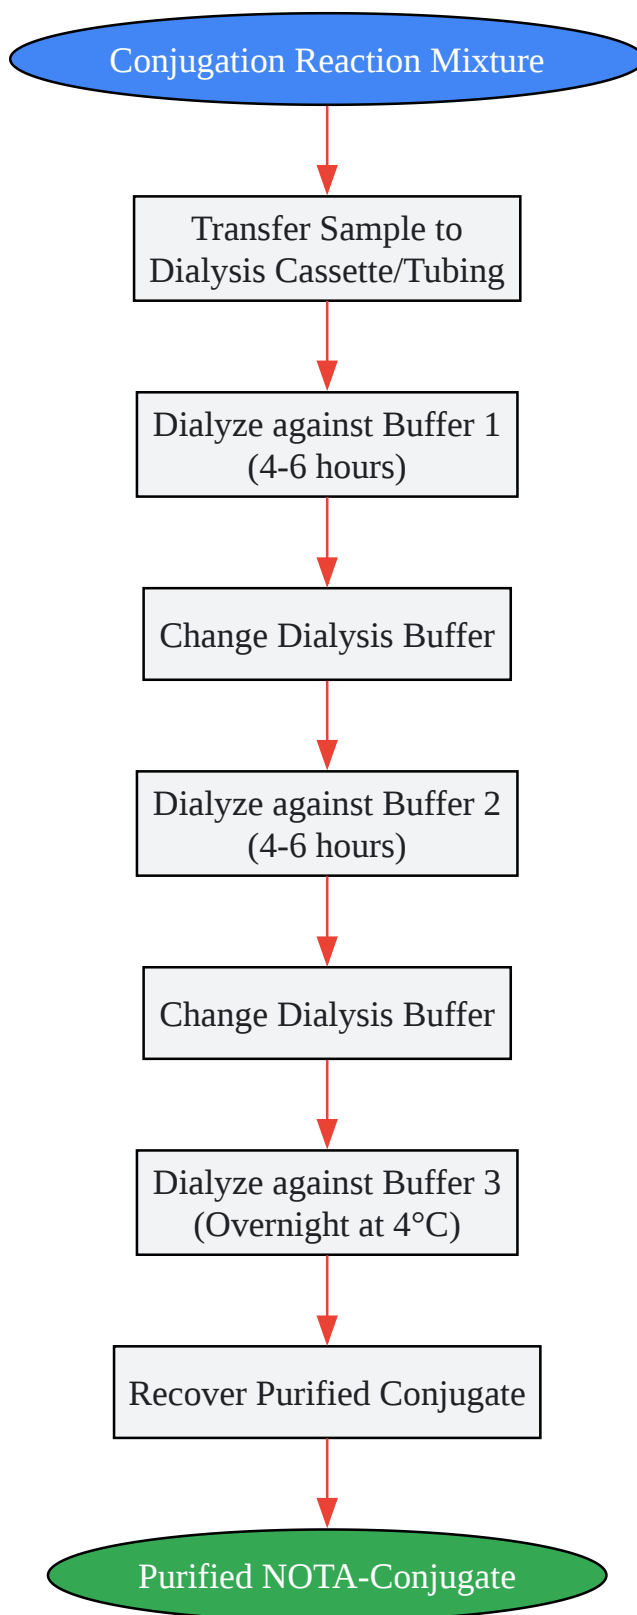 Conjugation Reaction Mixture
Transfer Sample to
Dialysis Cassette/Tubing
Dialyze against Buffer 1
(4-6 hours)
Change Dialysis Buffer
Dialyze against Buffer 2
(4-6 hours)
Change Dialysis Buffer
Dialyze against Buffer 3
(Overnight at 4°C)
Recover Purified Conjugate
Purified NOTA-Conjugate